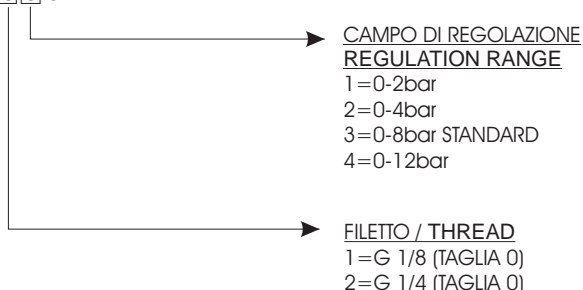 CAMPO DI REGOLAZIONE
REGULATION RANGE
1=0-2bar
2=0-4bar
3=0-8bar STANDARD
4=0-12bar
FILETTO / THREAD
1=G 1/8 (TAGLIA 0)
2=G 1/4 (TAGLIA 0)